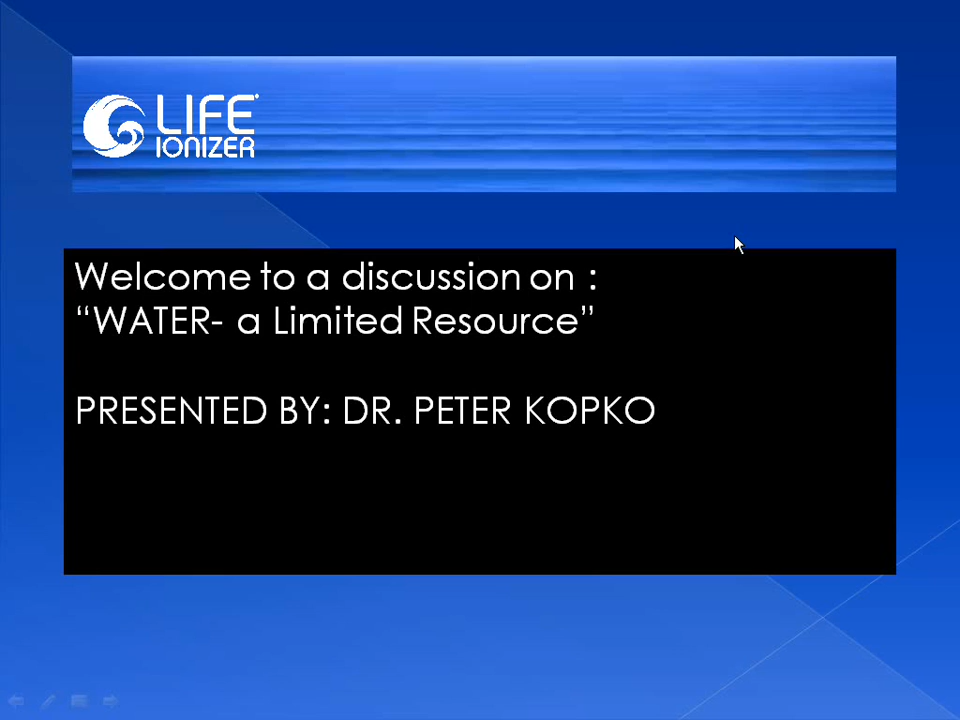 LIFE
IONIZER
Welcome to a discussion on :
“WATER- a Limited Resource”
PRESENTED BY: DR. PETER KOPKO